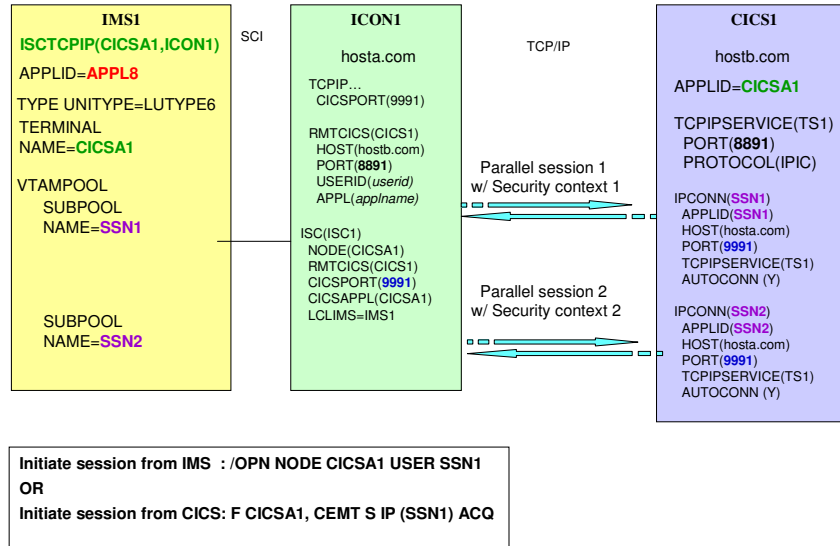 IMS1
ISCTCPIP(CICSA1,ICON1)
APPLID=APPL8
TYPE UNITYPE=LUTYPE6
TERMINAL
NAME=CICSA1
VTAMPOOL
SUBPOOL
NAME=SSN1
SUBPOOL
NAME=SSN2
SCI
ICON1
hosta.com
TCPIP...
CICSPORT(9991)
RMTCICS(CICS1)
HOST(hostb.com)
PORT(8891)
USERID(userid)
APPL(applname)
ISC(ISC1)
NODE(CICSA1)
RMTCICS(CICS1)
CICSPORT(9991)
CICSAPPL(CICSA1)
LCLIMS=IMS1
TCP/IP
Parallel session 1
w/ Security context 1
Parallel session 2
w/ Security context 2
CICS1
hostb.com
APPLID=CICSA1
TCPIPSERVICE(TS1)
PORT(8891)
PROTOCOL(IPIC)
IPCONN(SSN1)
APPLID(SSN1)
HOST(hosta.com)
PORT(9991)
TCPIPSERVICE(TS1)
AUTOCONN (Y)
IPCONN(SSN2)
APPLID(SSN2)
HOST(hosta.com)
PORT(9991)
TCPIPSERVICE(TS1)
AUTOCONN (Y)
Initiate session from IMS : /OPN NODE CICSA1 USER SSN1
OR
Initiate session from CICS: F CICSA1, CEMT S IP (SSN1) ACQ